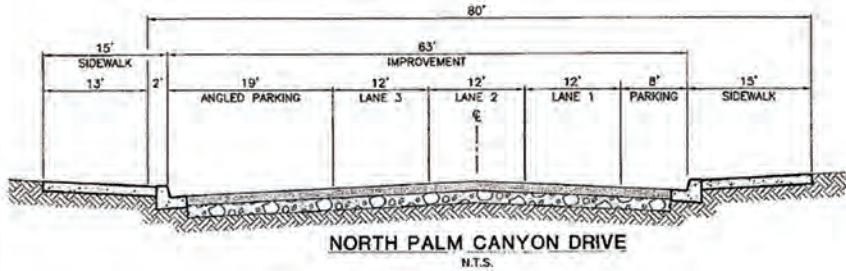 80'
15' 63'
SIDEWALK IMPROVEMENT
13' 2' 19' 12' 12' 12' 8' 15'
ANGLED PARKING LANE 3 LANE 2 LANE 1 PARKING SIDEWALK
℄
NORTH PALM CANYON DRIVE
N.T.S.